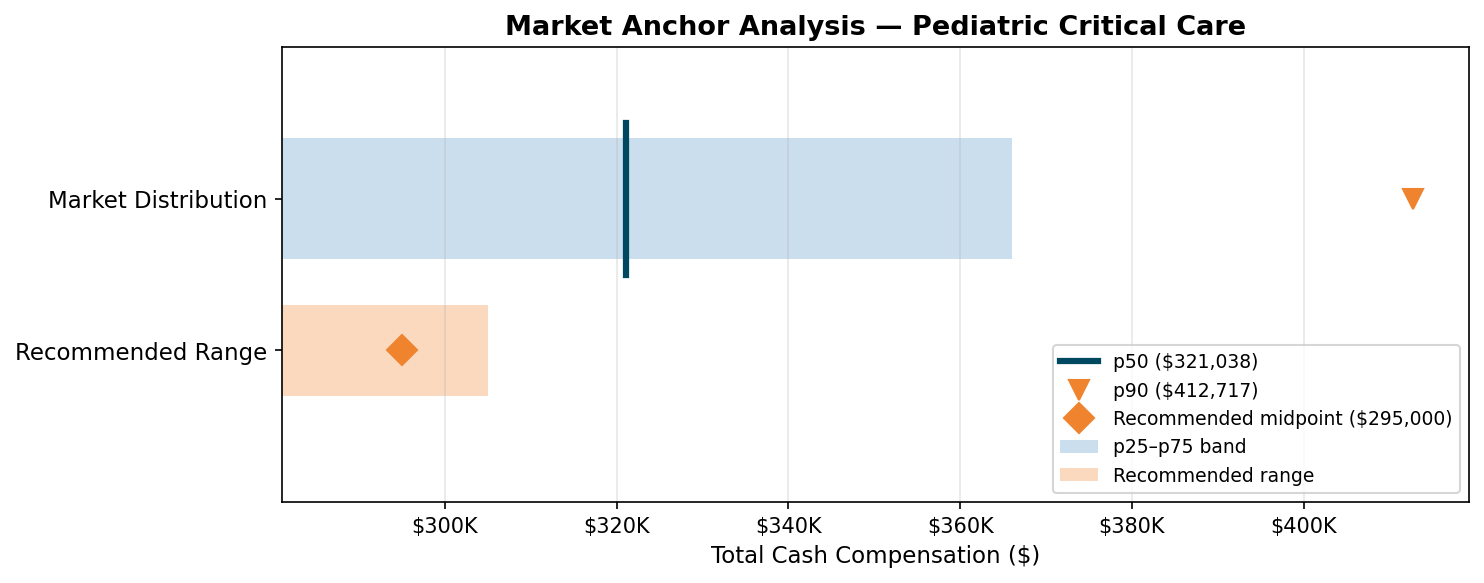 Market Anchor Analysis — Pediatric Critical Care
Market Distribution
Recommended Range
p50 ($321,038)
p90 ($412,717)
Recommended midpoint ($295,000)
p25–p75 band
Recommended range
$300K $320K $340K $360K $380K $400K
Total Cash Compensation ($)